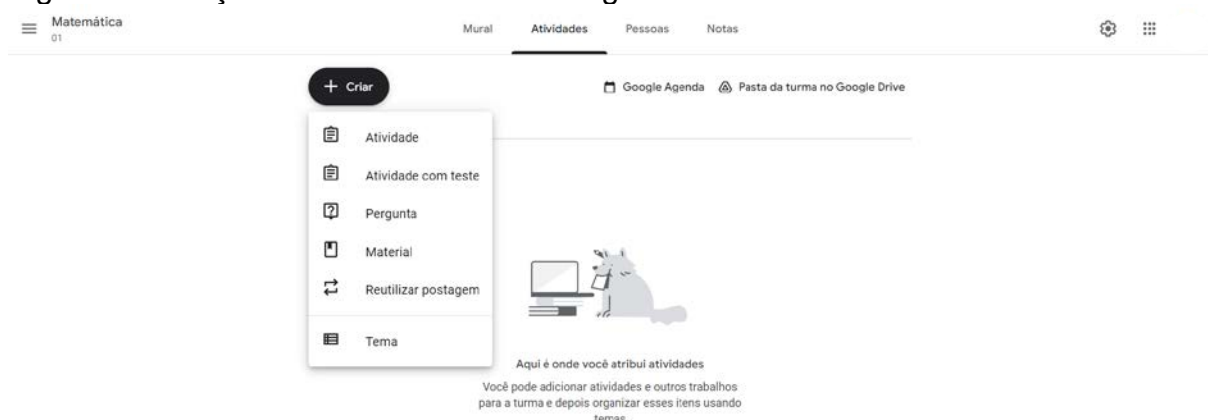 Matemática
01
Mural Atividades Pessoas Notas
+ Criar
Google Agenda Pasta da turma no Google Drive
Atividade
Atividade com teste
Pergunta
Material
Reutilizar postagem
Tema
Aqui é onde você atribui atividades
Você pode adicionar atividades e outros trabalhos
para a turma e depois organizar esses itens usando
temas